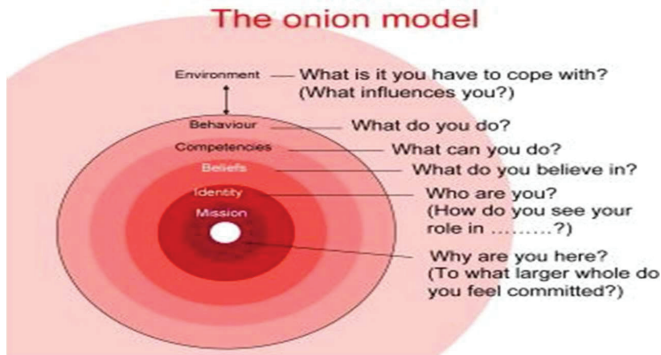 The onion model
Environment — What is it you have to cope with?
(What influences you?)
Behaviour What do you do?
Competencies What can you do?
Beliefs What do you believe in?
Identity Who are you?
(How do you see your
role in .........?)
Mission
Why are you here?
(To what larger whole do
you feel committed?)